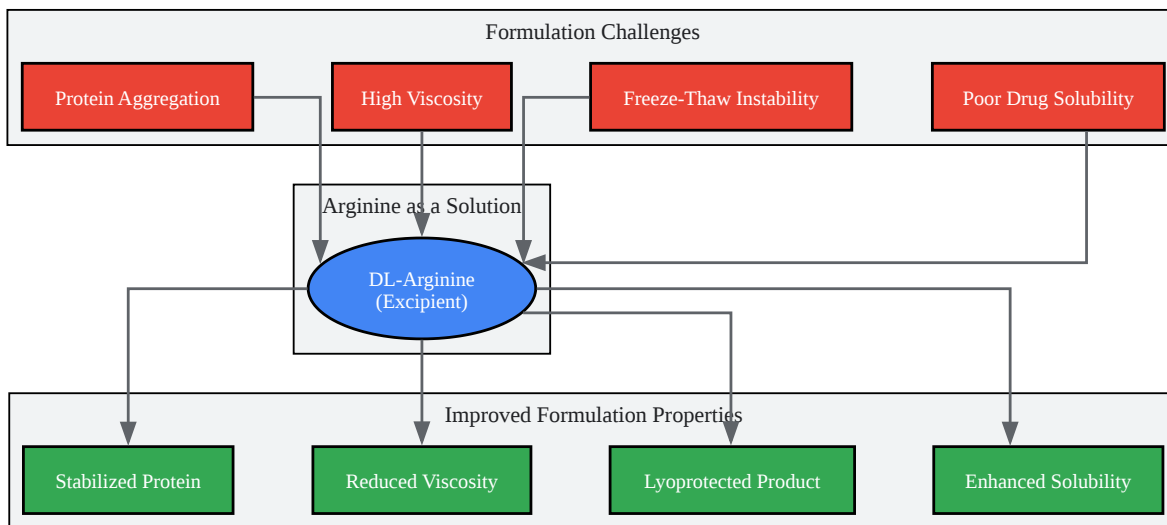 Formulation Challenges
Protein Aggregation
High Viscosity
Freeze-Thaw Instability
Poor Drug Solubility
Arginine as a Solution
DL-Arginine
(Excipient)
Improved Formulation Properties
Stabilized Protein
Reduced Viscosity
Lyoprotected Product
Enhanced Solubility